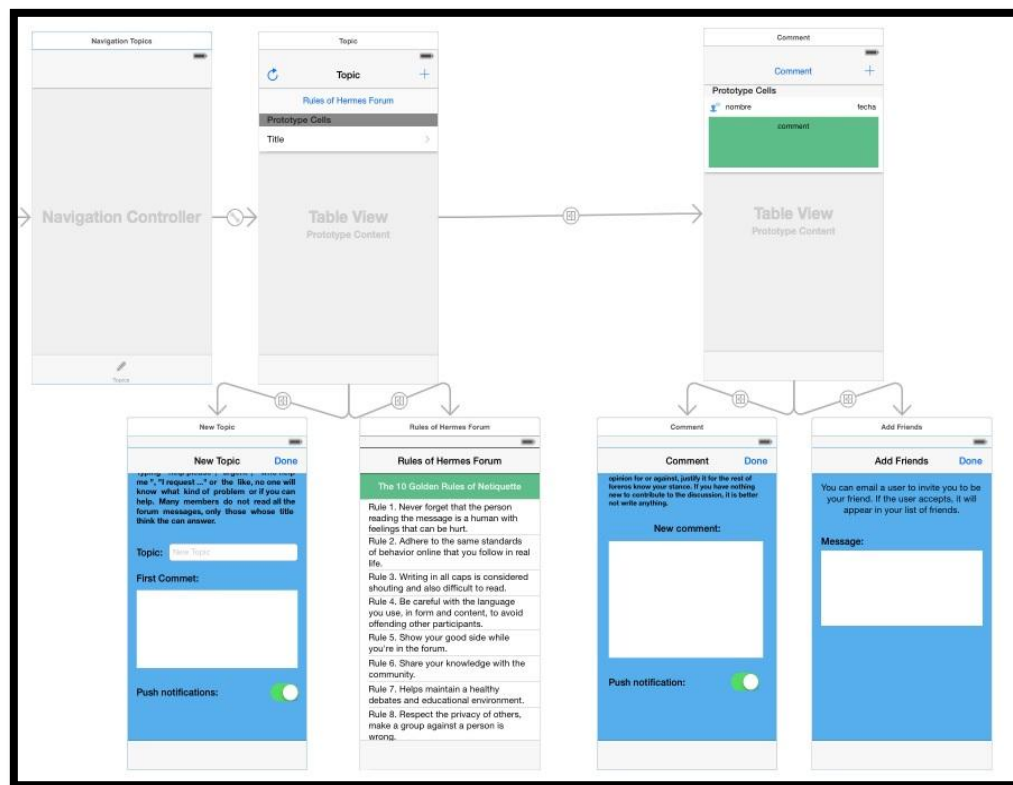 Navigation Topics
Navigation Controller
Topics
Topic
Topic
Rules of Hermes Forum
Prototype Cells
Title
Table View
Prototype Content
Comment
Comment
Prototype Cells
nombre
fecha
comment
Table View
Prototype Content
New Topic
New Topic
Done
me ", "I request ..." or the like, no one will
know what kind of problem or if you can
help. Many members do not read all the
forum messages, only those whose title
think the can answer.
Topic:
New Topic
First Commet:
Push notifications:
Rules of Hermes Forum
Rules of Hermes Forum
The 10 Golden Rules of Netiquette
Rule 1. Never forget that the person
reading the message is a human with
feelings that can be hurt.
Rule 2. Adhere to the same standards
of behavior online that you follow in real
life.
Rule 3. Writing in all caps is considered
shouting and also difficult to read.
Rule 4. Be careful with the language
you use, in form and content, to avoid
offending other participants.
Rule 5. Show your good side while
you're in the forum.
Rule 6. Share your knowledge with the
community.
Rule 7. Helps maintain a healthy
debates and educational environment.
Rule 8. Respect the privacy of others,
make a group against a person is
wrong.
Comment
Comment
Done
opinion for or against, justify it for the rest of
foreros know your stance. If you have nothing
new to contribute to the discussion, it is better
not write anything.
New comment:
Push notification:
Add Friends
Add Friends
Done
You can email a user to invite you to be
your friend. If the user accepts, it will
appear in your list of friends.
Message: